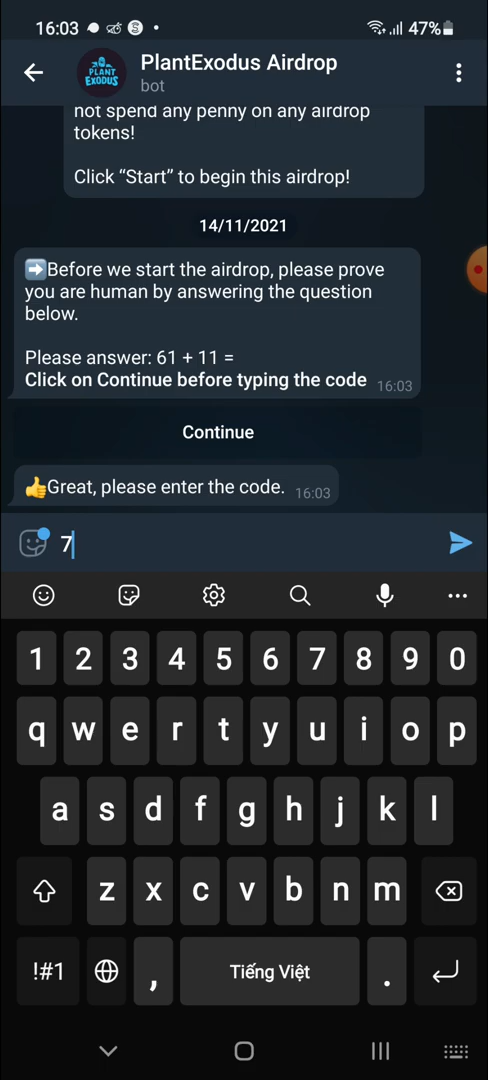 16:03
47%
PlantExodus Airdrop
PLANT
EXODUS
bot
not spend any penny on any airdrop
tokens!
Click “Start” to begin this airdrop!
14/11/2021
➡️Before we start the airdrop, please prove
you are human by answering the question
below.
Please answer: 61 + 11 =
Click on Continue before typing the code 16:03
Continue
👍Great, please enter the code. 16:03
7
1 2 3 4 5 6 7 8 9 0
q w e r t y u i o p
a s d f g h j k l
z x c v b n m
!#1 , Tiếng Việt .